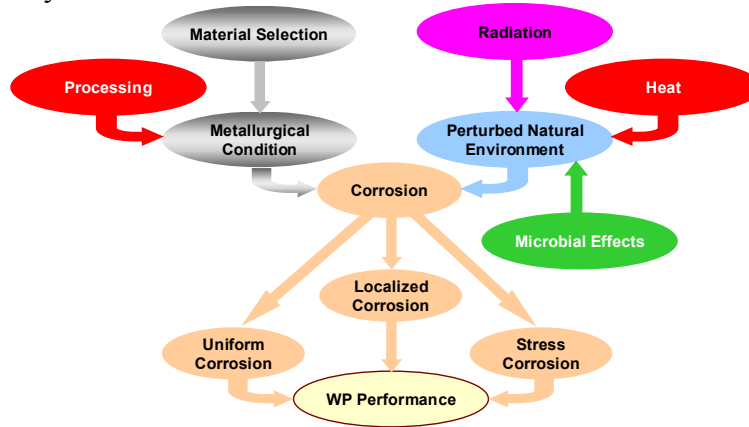 Material Selection
Radiation
Processing
Heat
Metallurgical
Condition
Perturbed Natural
Environment
Corrosion
Microbial Effects
Localized
Corrosion
Uniform
Corrosion
Stress
Corrosion
WP Performance